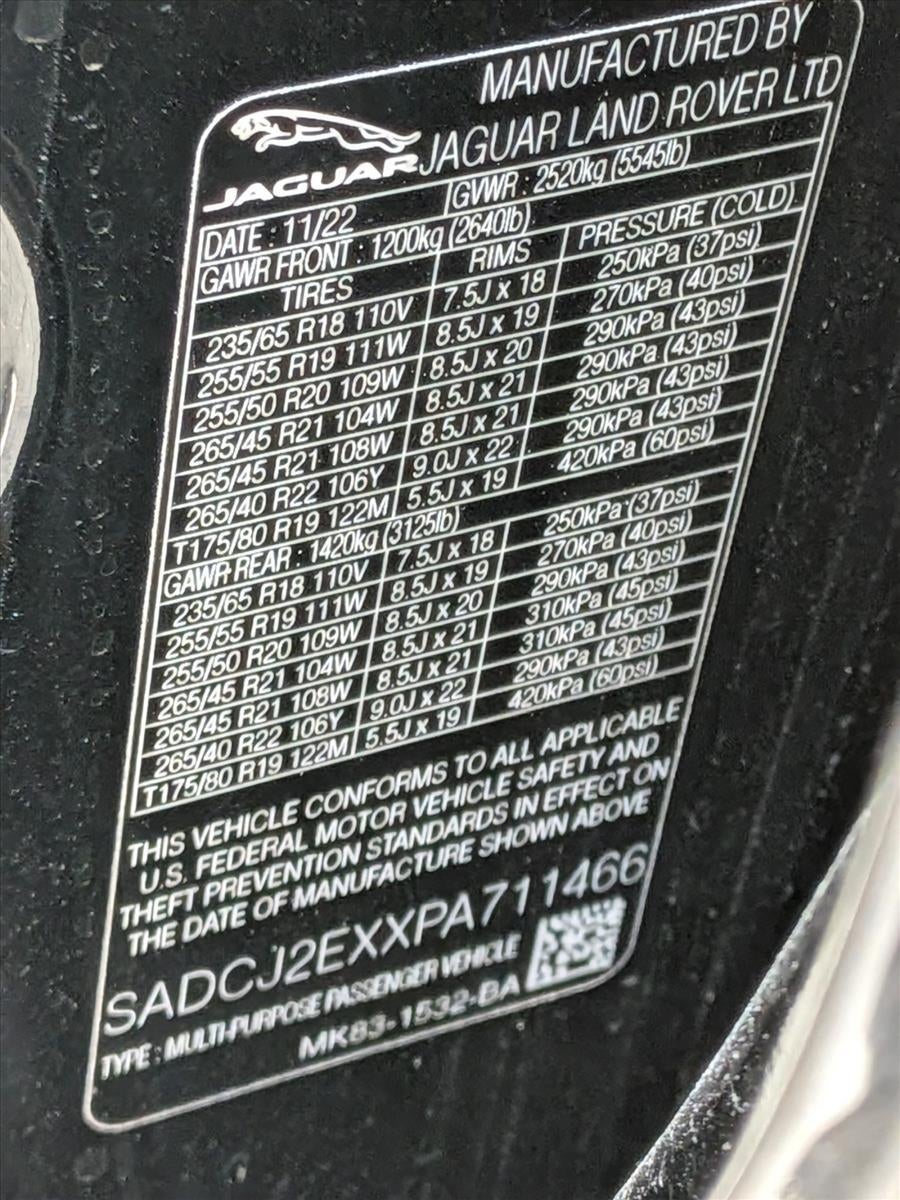 MANUFACTURED BY
JAGUAR JAGUAR LAND ROVER LTD
DATE : 11/22 GVWR : 2520kg (5545lb)
GAWR FRONT : 1200kg (2640lb)
TIRES RIMS PRESSURE (COLD)
235/65 R18 110V 7.5J x 18 250kPa (37psi)
255/55 R19 111W 8.5J x 19 270kPa (40psi)
255/50 R20 109W 8.5J x 20 290kPa (43psi)
265/45 R21 104W 8.5J x 21 290kPa (43psi)
265/45 R21 108W 8.5J x 21 290kPa (43psi)
265/40 R22 106Y 9.0J x 22 290kPa (43psi)
T175/80 R19 122M 5.5J x 19 420kPa (60psi)
GAWR REAR : 1420kg (3125lb)
235/65 R18 110V 7.5J x 18 250kPa (37psi)
255/55 R19 111W 8.5J x 19 270kPa (40psi)
255/50 R20 109W 8.5J x 20 290kPa (43psi)
265/45 R21 104W 8.5J x 21 310kPa (45psi)
265/45 R21 108W 8.5J x 21 310kPa (45psi)
265/40 R22 106Y 9.0J x 22 290kPa (43psi)
T175/80 R19 122M 5.5J x 19 420kPa (60psi)
THIS VEHICLE CONFORMS TO ALL APPLICABLE
U.S. FEDERAL MOTOR VEHICLE SAFETY AND
THEFT PREVENTION STANDARDS IN EFFECT ON
THE DATE OF MANUFACTURE SHOWN ABOVE
SADCJ2EXXPA711466
TYPE : MULTI-PURPOSE PASSENGER VEHICLE
MK83-1532-BA